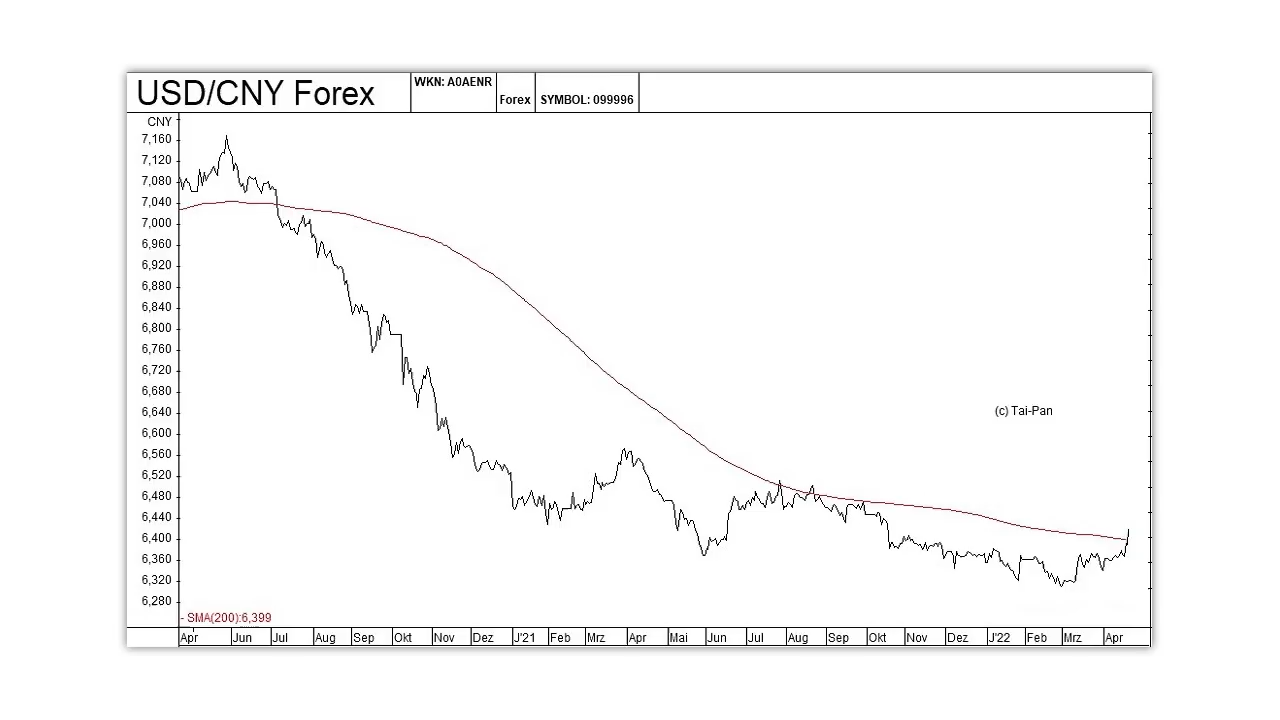 USD/CNY Forex
WKN: A0AENR
Forex
SYMBOL: 099996
CNY
7,160
7,120
7,080
7,040
7,000
6,960
6,920
6,880
6,840
6,800
6,760
6,720
6,680
6,640
6,600
6,560
6,520
6,480
6,440
6,400
6,360
6,320
6,280
(c) Tai-Pan
- SMA(200):6,399
Apr Jun Jul Aug Sep Okt Nov Dez J'21 Feb Mrz Apr Mai Jun Jul Aug Sep Okt Nov Dez J'22 Feb Mrz Apr